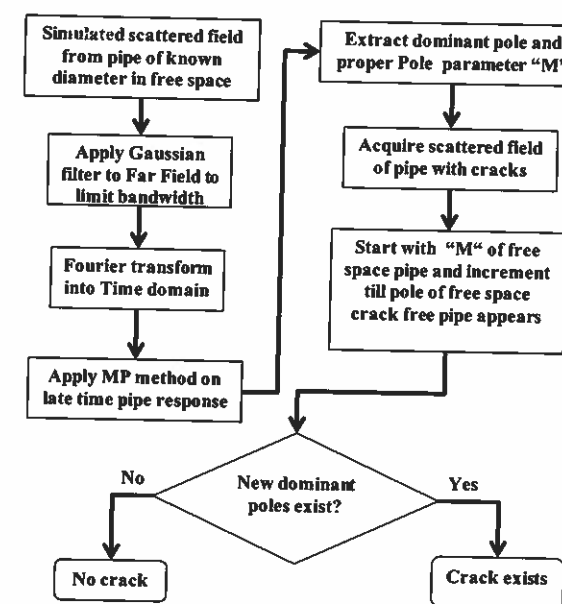 Simulated scattered field
from pipe of known
diameter in free space
Apply Gaussian
filter to Far Field to
limit bandwidth
Fourier transform
into Time domain
Apply MP method on
late time pipe response
Extract dominant pole and
proper Pole parameter “M”
Acquire scattered field
of pipe with cracks
Start with “M“ of free
space pipe and increment
till pole of free space
crack free pipe appears
New dominant
poles exist?
No
Yes
No crack
Crack exists